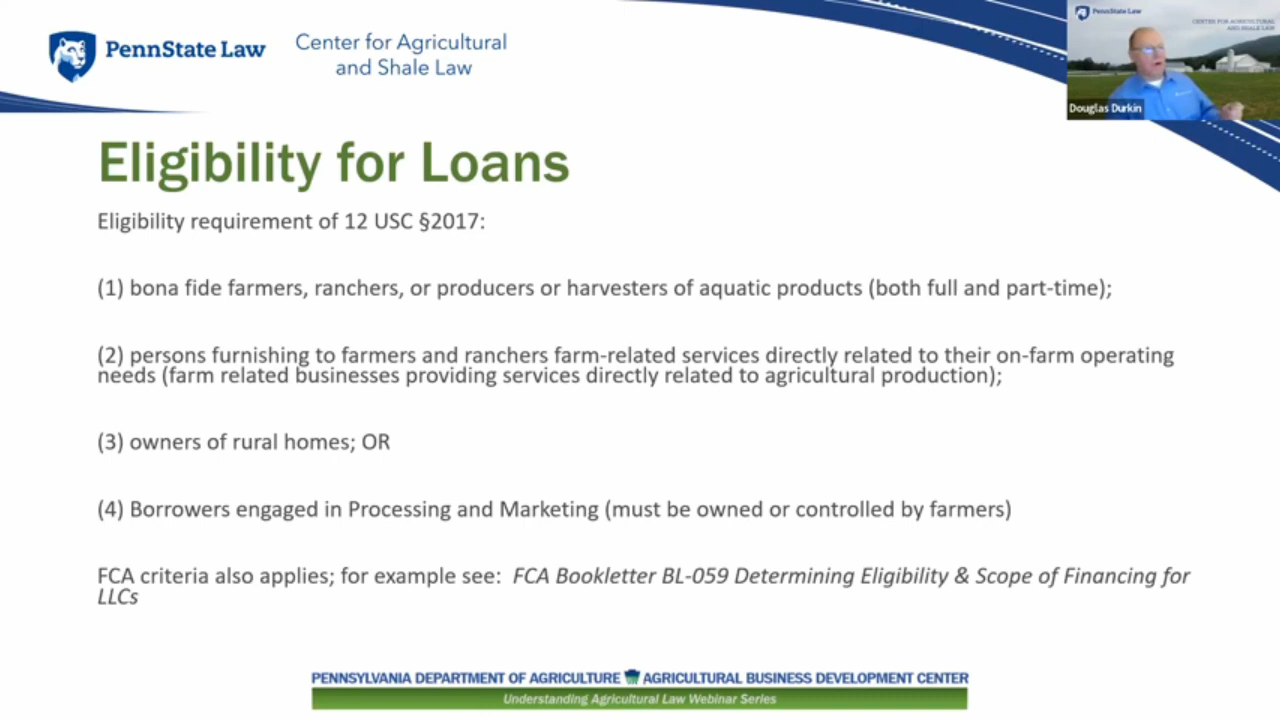 PennState Law
Center for Agricultural
and Shale Law
PennState Law
CENTER FOR AGRICULTURAL
AND SHALE LAW
Douglas Durkin
Eligibility for Loans
Eligibility requirement of 12 USC §2017:
(1) bona fide farmers, ranchers, or producers or harvesters of aquatic products (both full and part-time);
(2) persons furnishing to farmers and ranchers farm-related services directly related to their on-farm operating
needs (farm related businesses providing services directly related to agricultural production);
(3) owners of rural homes; OR
(4) Borrowers engaged in Processing and Marketing (must be owned or controlled by farmers)
FCA criteria also applies; for example see: FCA Bookletter BL-059 Determining Eligibility & Scope of Financing for
LLCs
PENNSYLVANIA DEPARTMENT OF AGRICULTURE AGRICULTURAL BUSINESS DEVELOPMENT CENTER
Understanding Agricultural Law Webinar Series